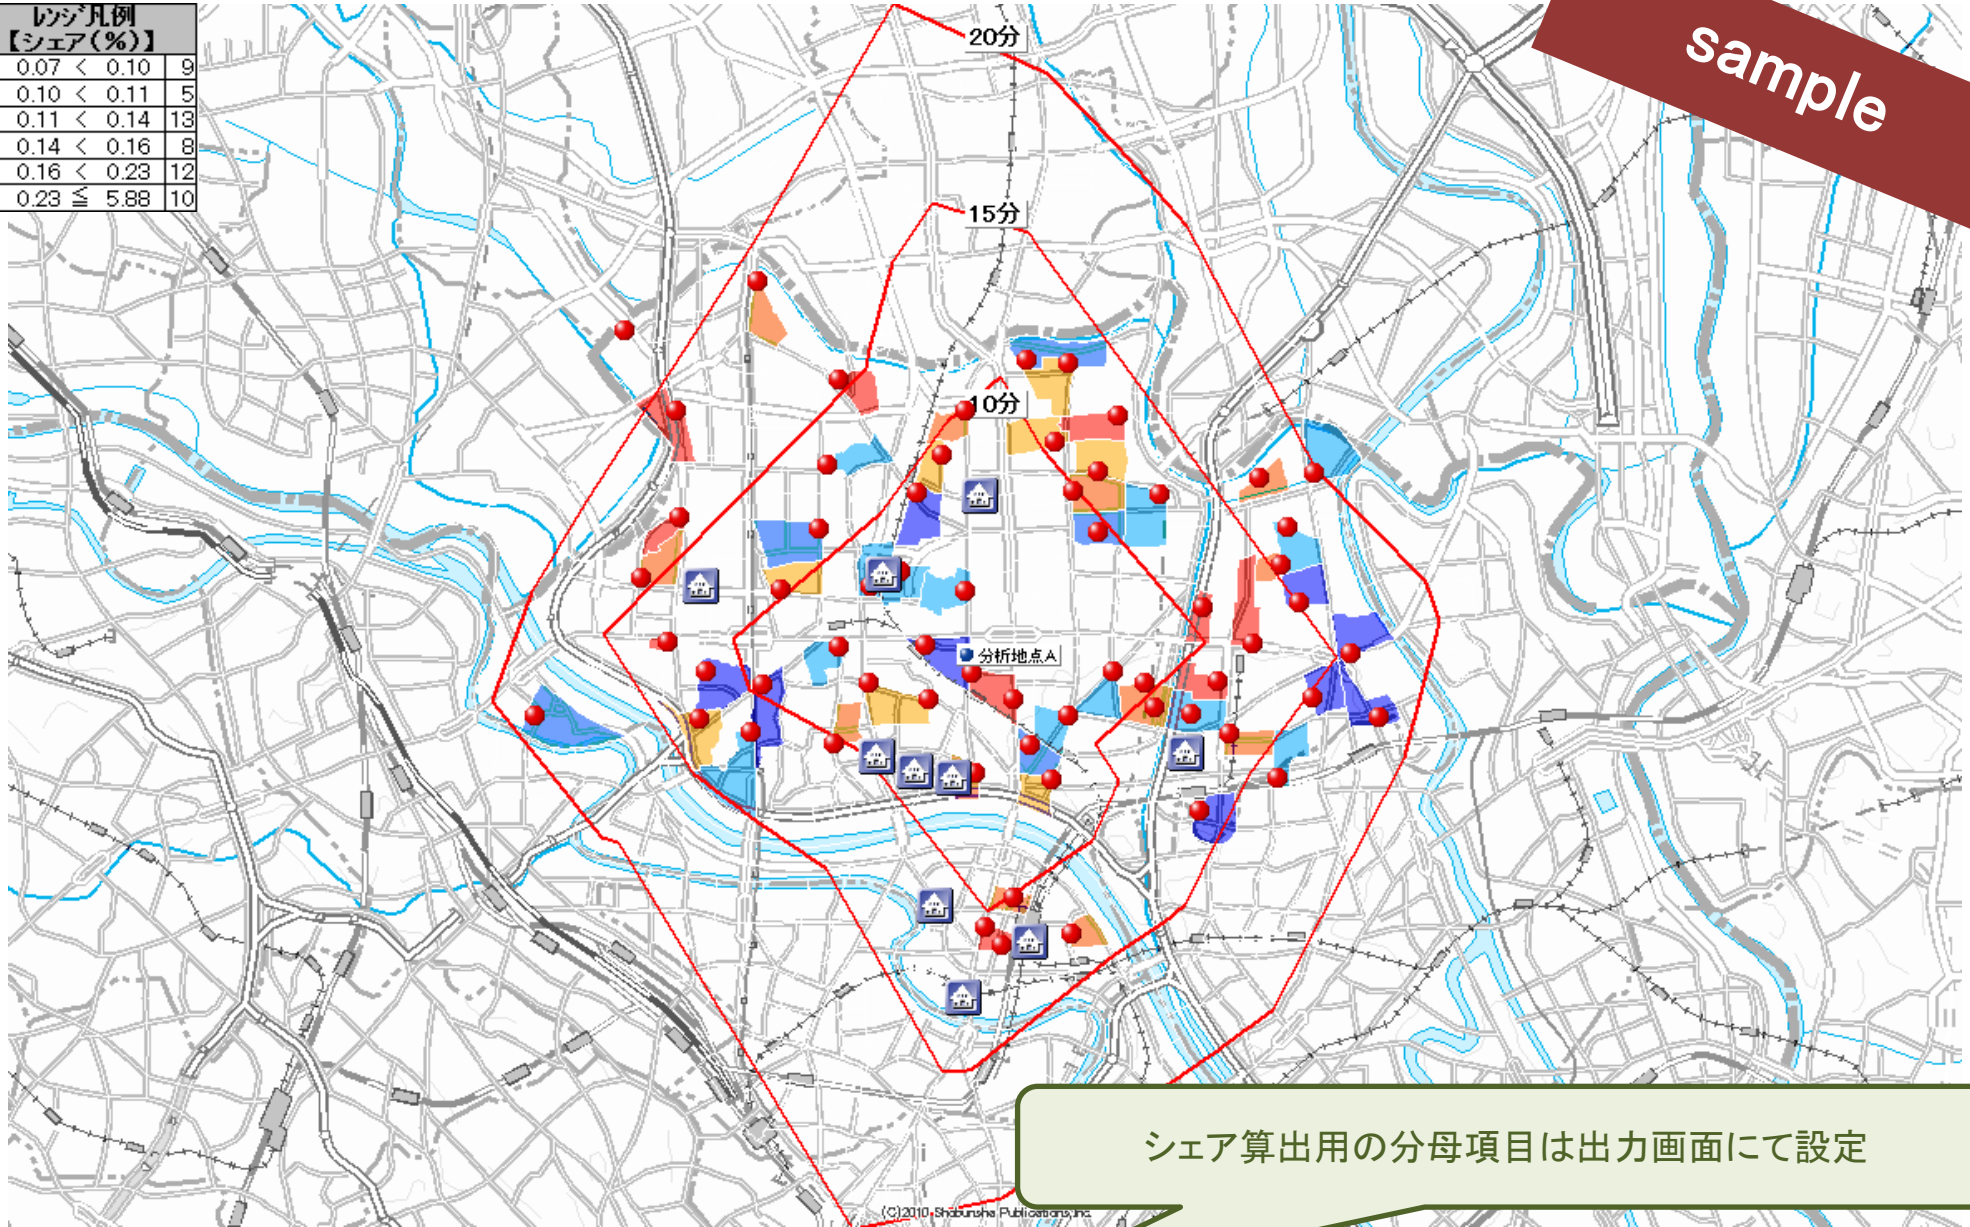 レンジ凡例
【シェア(%)】
0.07 < 0.10 9
0.10 < 0.11 5
0.11 < 0.14 13
0.14 < 0.16 8
0.16 < 0.23 12
0.23 ≦ 5.88 10
sample
20分
15分
10分
分析地点A
シェア算出用の分母項目は出力画面にて設定
(C)2010 Shobunsha Publications,Inc.